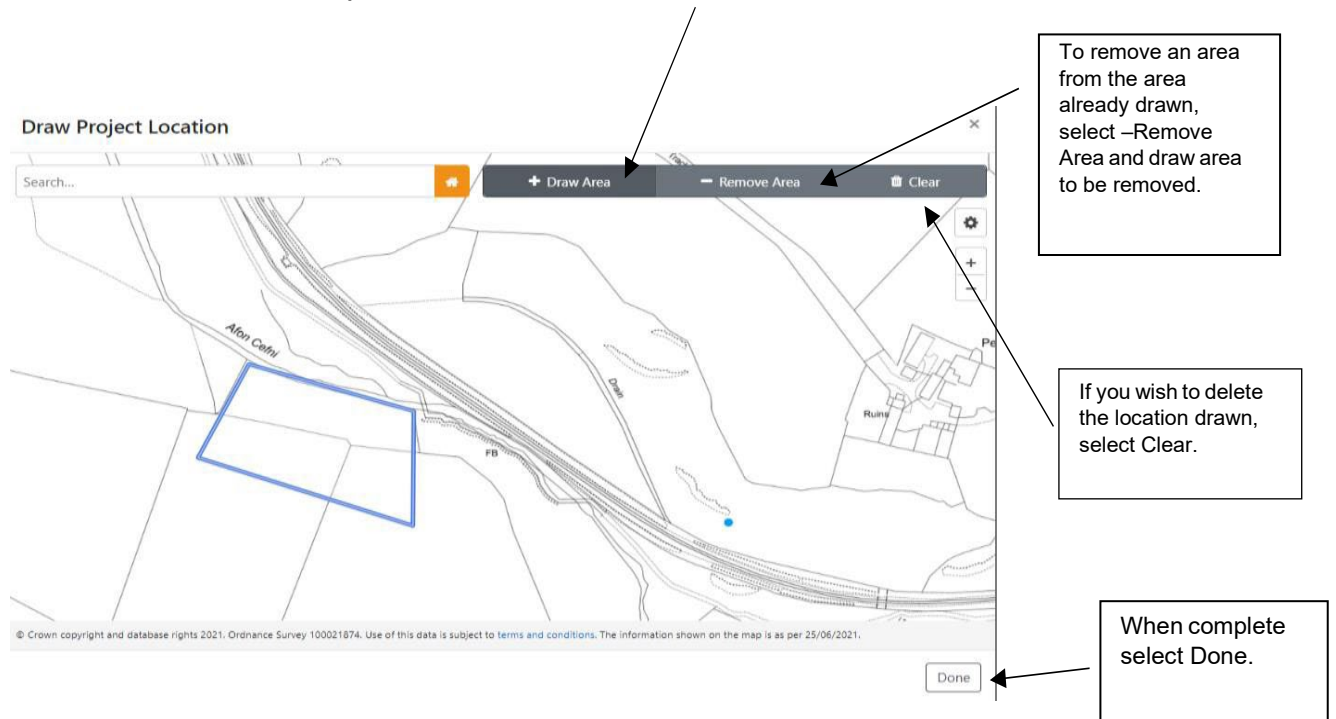 To remove an area
from the area
already drawn,
select –Remove
Area and draw area
to be removed.
Draw Project Location
×
Search...
+ Draw Area
− Remove Area
Clear
+
−
Afon Cefni
Drain
Pe
Ruins
FB
If you wish to delete
the location drawn,
select Clear.
© Crown copyright and database rights 2021. Ordnance Survey 100021874. Use of this data is subject to terms and conditions. The information shown on the map is as per 25/06/2021.
When complete
select Done.
Done